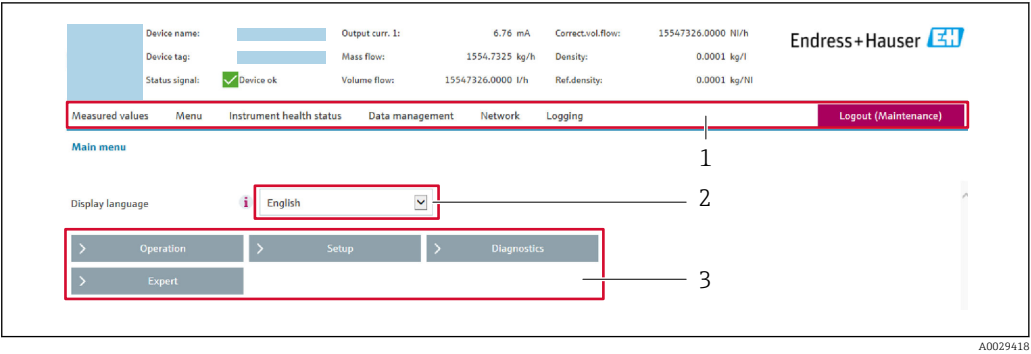 Device name: Output curr. 1: 6.76 mA Correct.vol.flow: 15547326.0000 Nl/h
Endress+Hauser EH
Device tag: Mass flow: 1554.7325 kg/h Density: 0.0001 kg/l
Status signal: Device ok Volume flow: 15547326.0000 l/h Ref.density: 0.0001 kg/Nl
Measured values Menu Instrument health status Data management Network Logging Logout (Maintenance)
1
Main menu
Display language i English 2
> Operation > Setup > Diagnostics
> Expert 3
A0029418